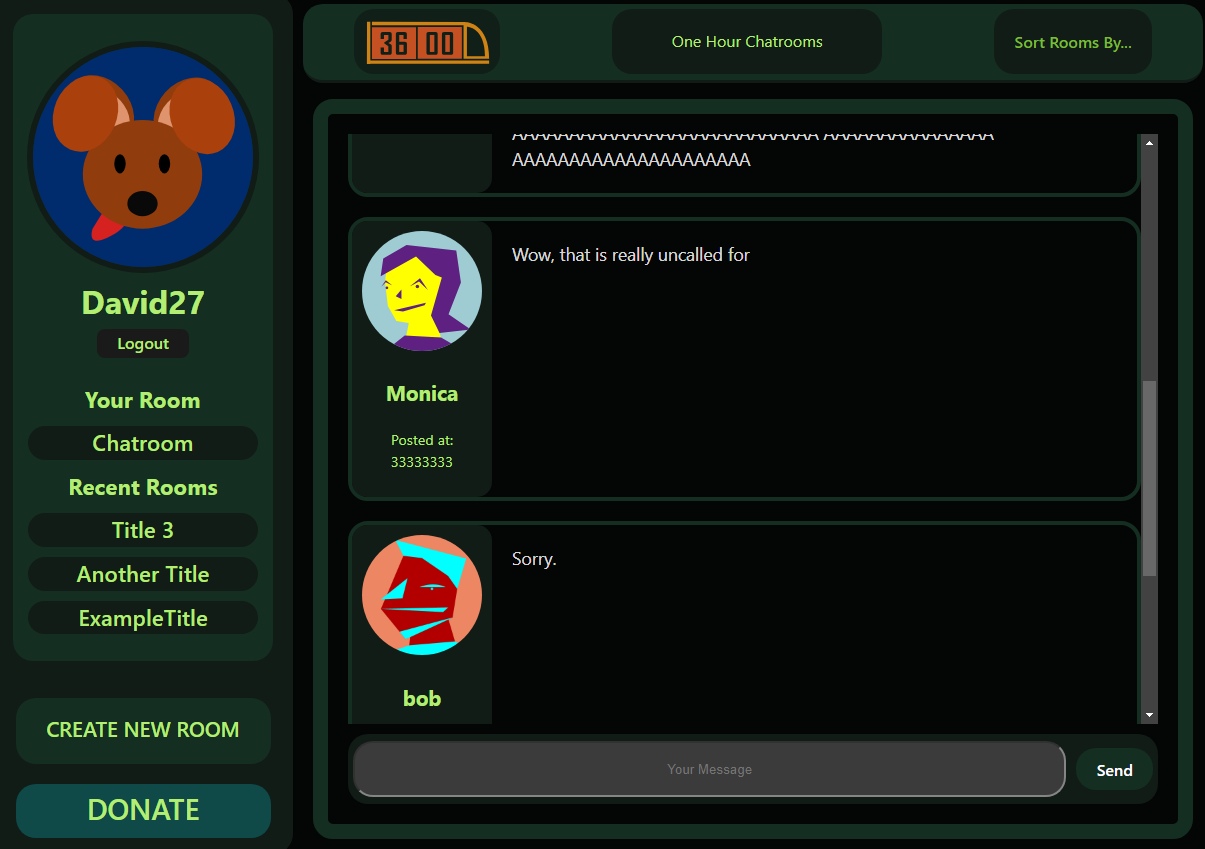 David27
Logout
Your Room
Chatroom
Recent Rooms
Title 3
Another Title
ExampleTitle
CREATE NEW ROOM
DONATE
36 00
One Hour Chatrooms
Sort Rooms By...
AAAAAAAAAAAAAAAAAAAAAAAAAAA AAAAAAAAAAAAAAA
AAAAAAAAAAAAAAAAAAAAA
Wow, that is really uncalled for
Monica
Posted at:
33333333
Sorry.
bob
Your Message
Send